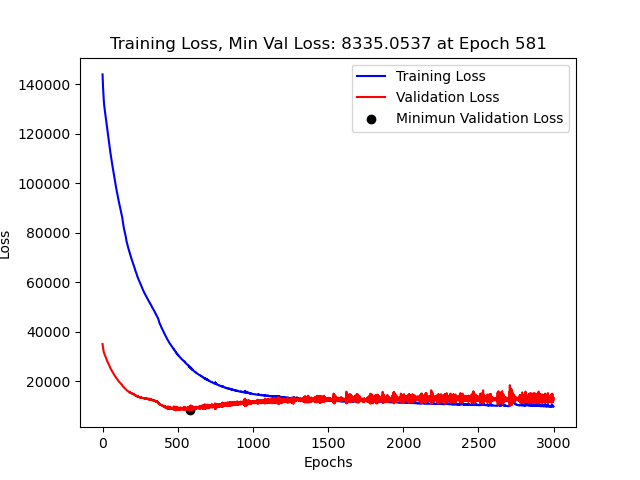 Training Loss, Min Val Loss: 8335.0537 at Epoch 581
Training Loss
Validation Loss
Minimun Validation Loss
140000
120000
100000
80000
60000
40000
20000
Loss
0
500
1000
1500
2000
2500
3000
Epochs